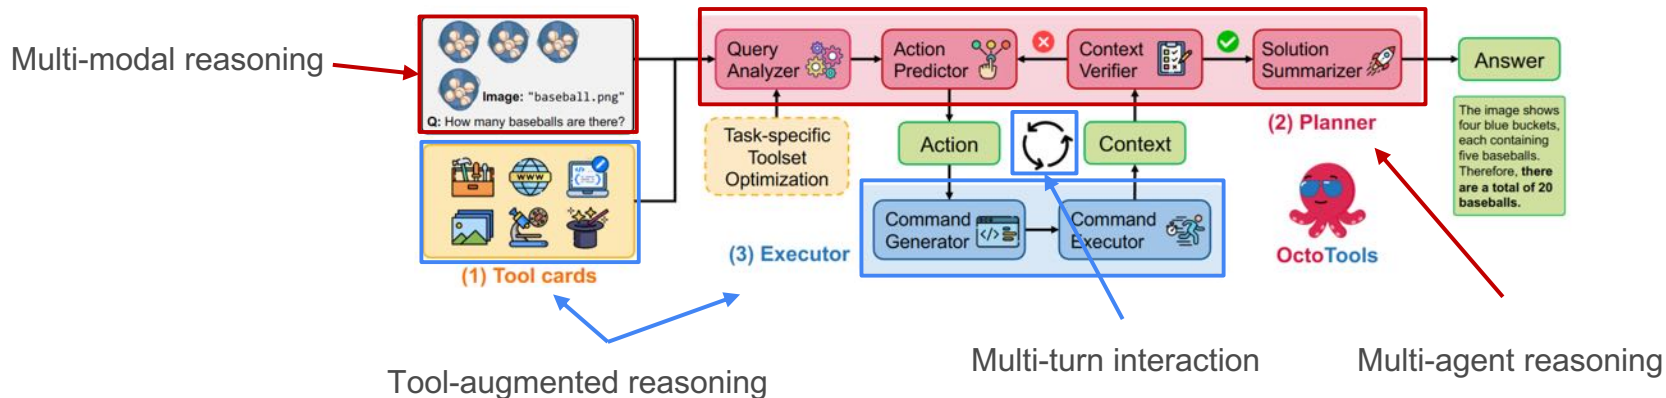 Multi-modal reasoning
Image: "baseball.png"
Q: How many baseballs are there?
WWW
(1) Tool cards
Tool-augmented reasoning
Query
Analyzer
Action
Predictor
Context
Verifier
Solution
Summarizer
Answer
Task-specific
Toolset
Optimization
Action
Context
(2) Planner
The image shows
four blue buckets,
each containing
five baseballs.
Therefore, there
are a total of 20
baseballs.
(3) Executor
Command
Generator
</>
Command
Executor
OctoTools
Multi-turn interaction
Multi-agent reasoning